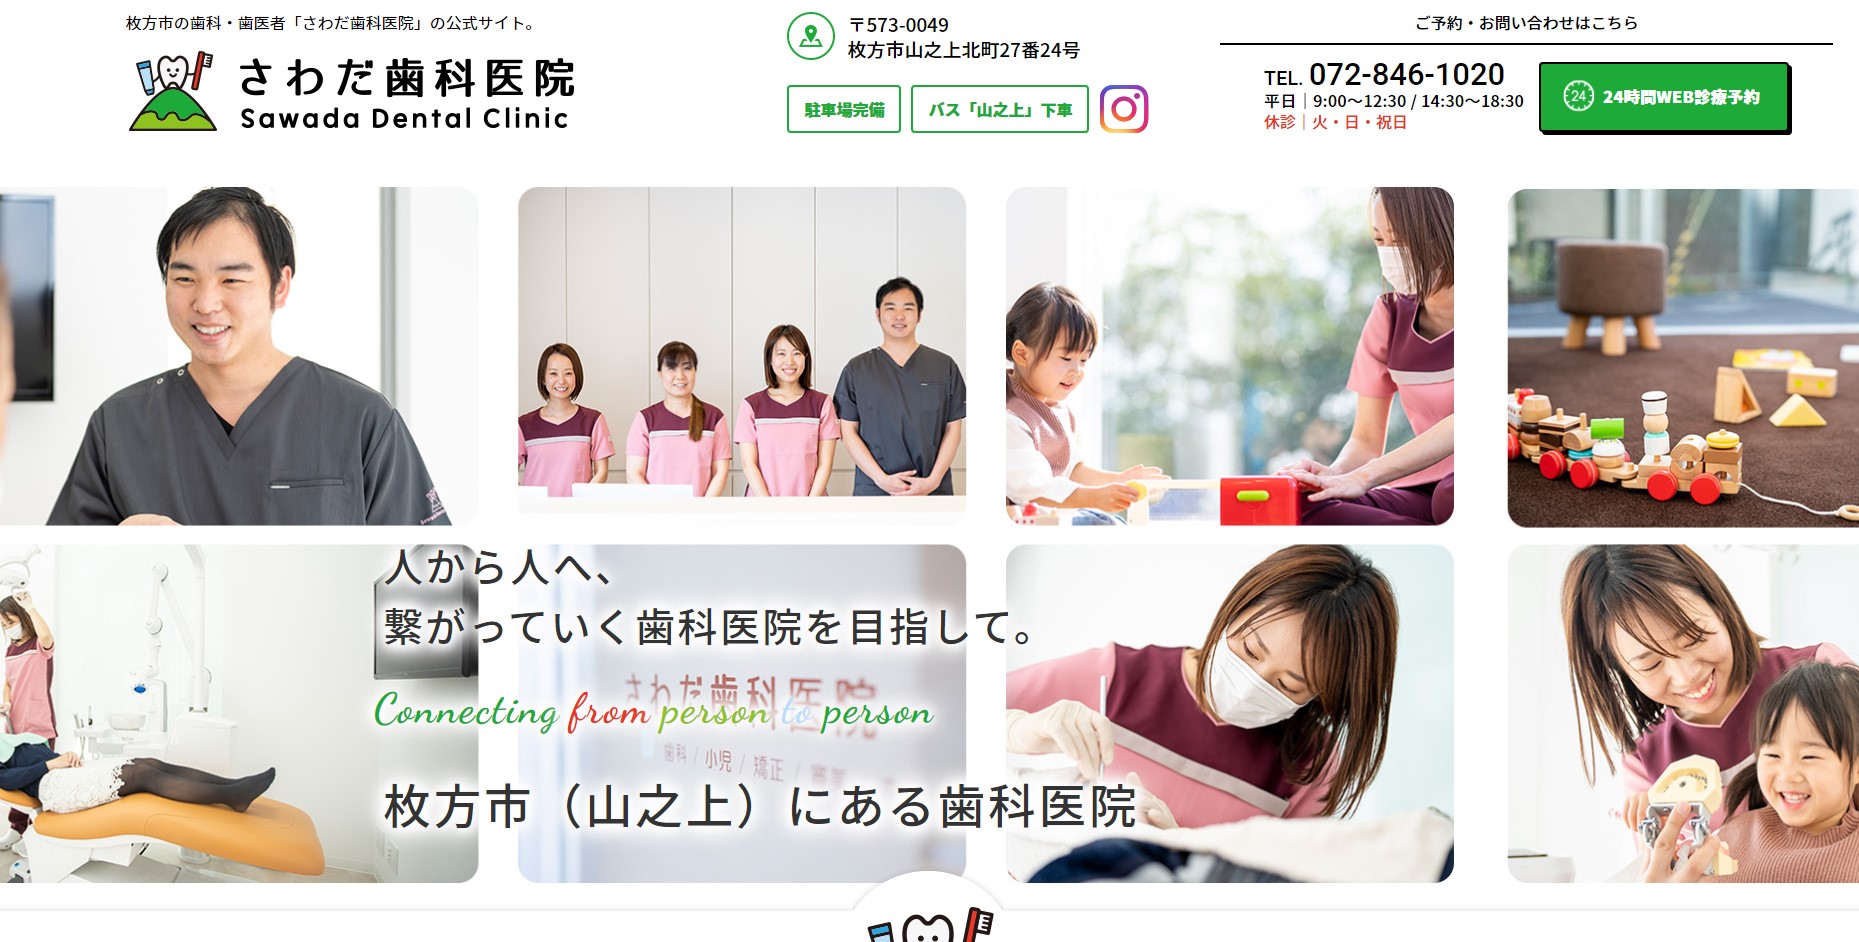 枚方市の歯科・歯医者「さわだ歯科医院」の公式サイト。
さわだ歯科医院
Sawada Dental Clinic
〒573-0049
枚方市山之上北町27番24号
駐車場完備
バス「山之上」下車
ご予約・お問い合わせはこちら
TEL. 072-846-1020
平日｜9:00〜12:30 / 14:30〜18:30
休診｜火・日・祝日
24
24時間WEB診療予約
人から人へ、
繋がっていく歯科医院を目指して。
さわだ歯科医院
Connecting from person to person
歯科 / 小児 / 矯正 /
枚方市（山之上）にある歯科医院